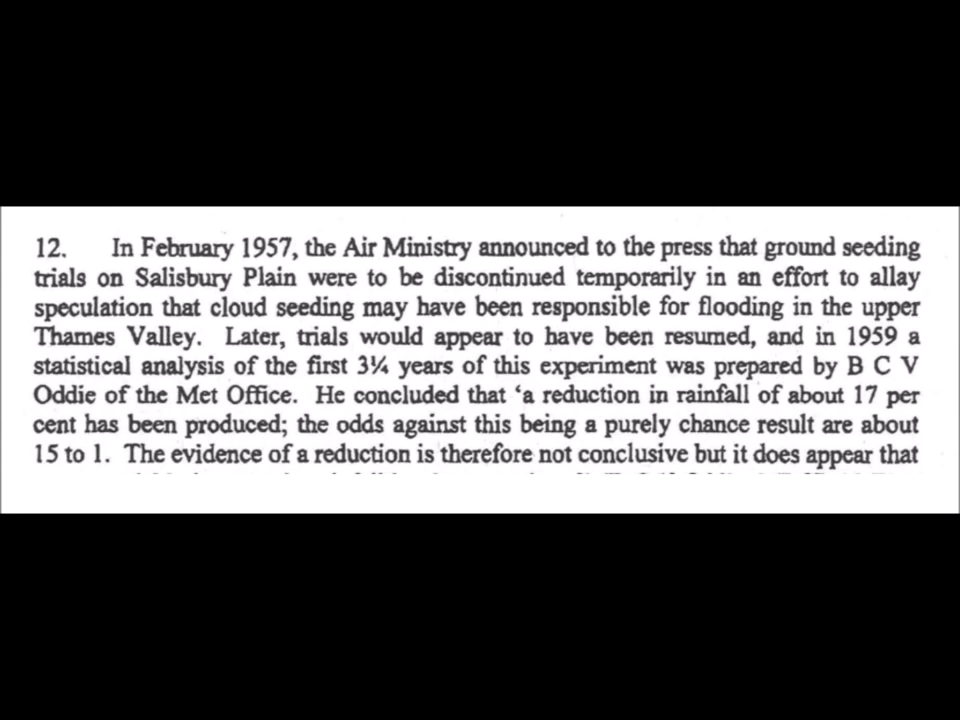 12. In February 1957, the Air Ministry announced to the press that ground seeding
trials on Salisbury Plain were to be discontinued temporarily in an effort to allay
speculation that cloud seeding may have been responsible for flooding in the upper
Thames Valley. Later, trials would appear to have been resumed, and in 1959 a
statistical analysis of the first 3¼ years of this experiment was prepared by B C V
Oddie of the Met Office. He concluded that ‘a reduction in rainfall of about 17 per
cent has been produced; the odds against this being a purely chance result are about
15 to 1. The evidence of a reduction is therefore not conclusive but it does appear that